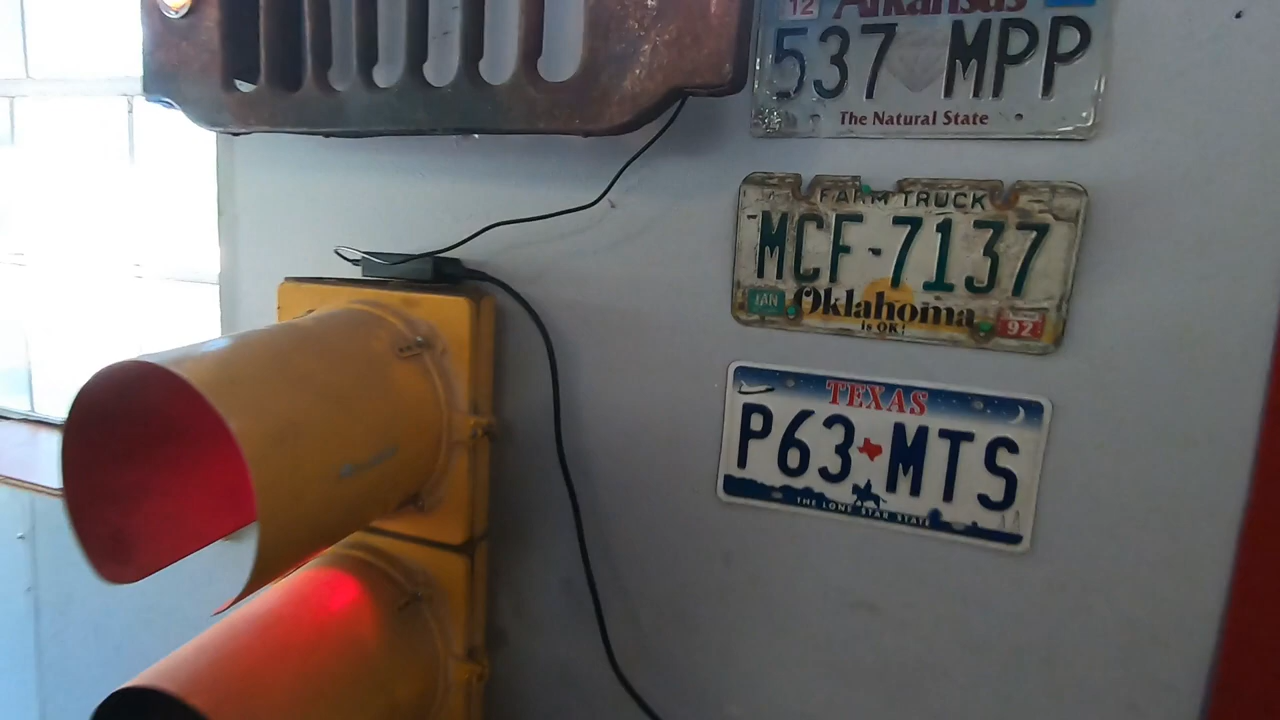 12
Arkansas
537 MPP
The Natural State
FARM TRUCK
MCF-7137
JAN
Oklahoma
92
is OK!
TEXAS
P63 MTS
THE LONE STAR STATE